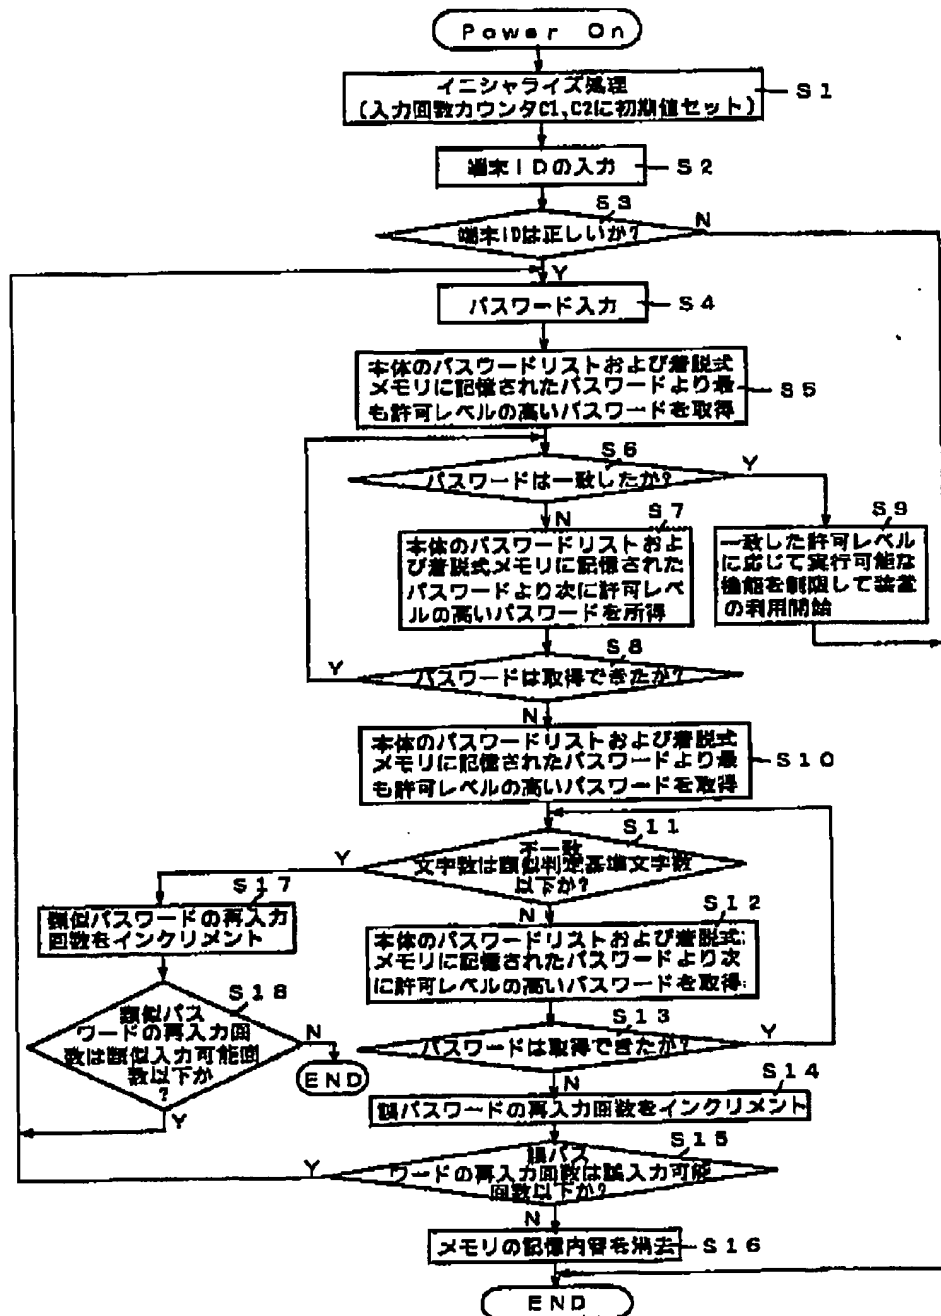 Power On
イニシャライズ処理
(入力回数カウンタC1,C2に初期値セット)
S1
端末IDの入力
S2
S3
端末IDは正しいか?
N
Y
パスワード入力
S4
本体のパスワードリストおよび着脱式
メモリに記憶されたパスワードより最
も許可レベルの高いパスワードを取得
S5
S6
パスワードは一致したか?
Y
N
S7
本体のパスワードリストおよ
び着脱式メモリに記憶された
パスワードより次に許可レベ
ルの高いパスワードを所得
S9
一致した許可レベル
に応じて実行可能な
機能を制限して装置
の利用開始
S8
パスワードは取得できたか?
Y
N
本体のパスワードリストおよび着脱式
メモリに記憶されたパスワードより最
も許可レベルの高いパスワードを取得
S10
S11
不一致
文字数は類似判定基準文字数
以下か?
Y
N
S17
類似パスワードの再入力
回数をインクリメント
S12
本体のパスワードリストおよび着脱式
メモリに記憶されたパスワードより次
に許可レベルの高いパスワードを取得
S18
類似パス
ワードの再入力回
数は類似入力可能回
数以下か
?
N
END
Y
S13
パスワードは取得できたか?
Y
N
S14
誤パスワードの再入力回数をインクリメント
S15
誤パス
ワードの再入力回数は誤入力可能
回数以下か?
Y
N
メモリの記憶内容を消去
S16
END